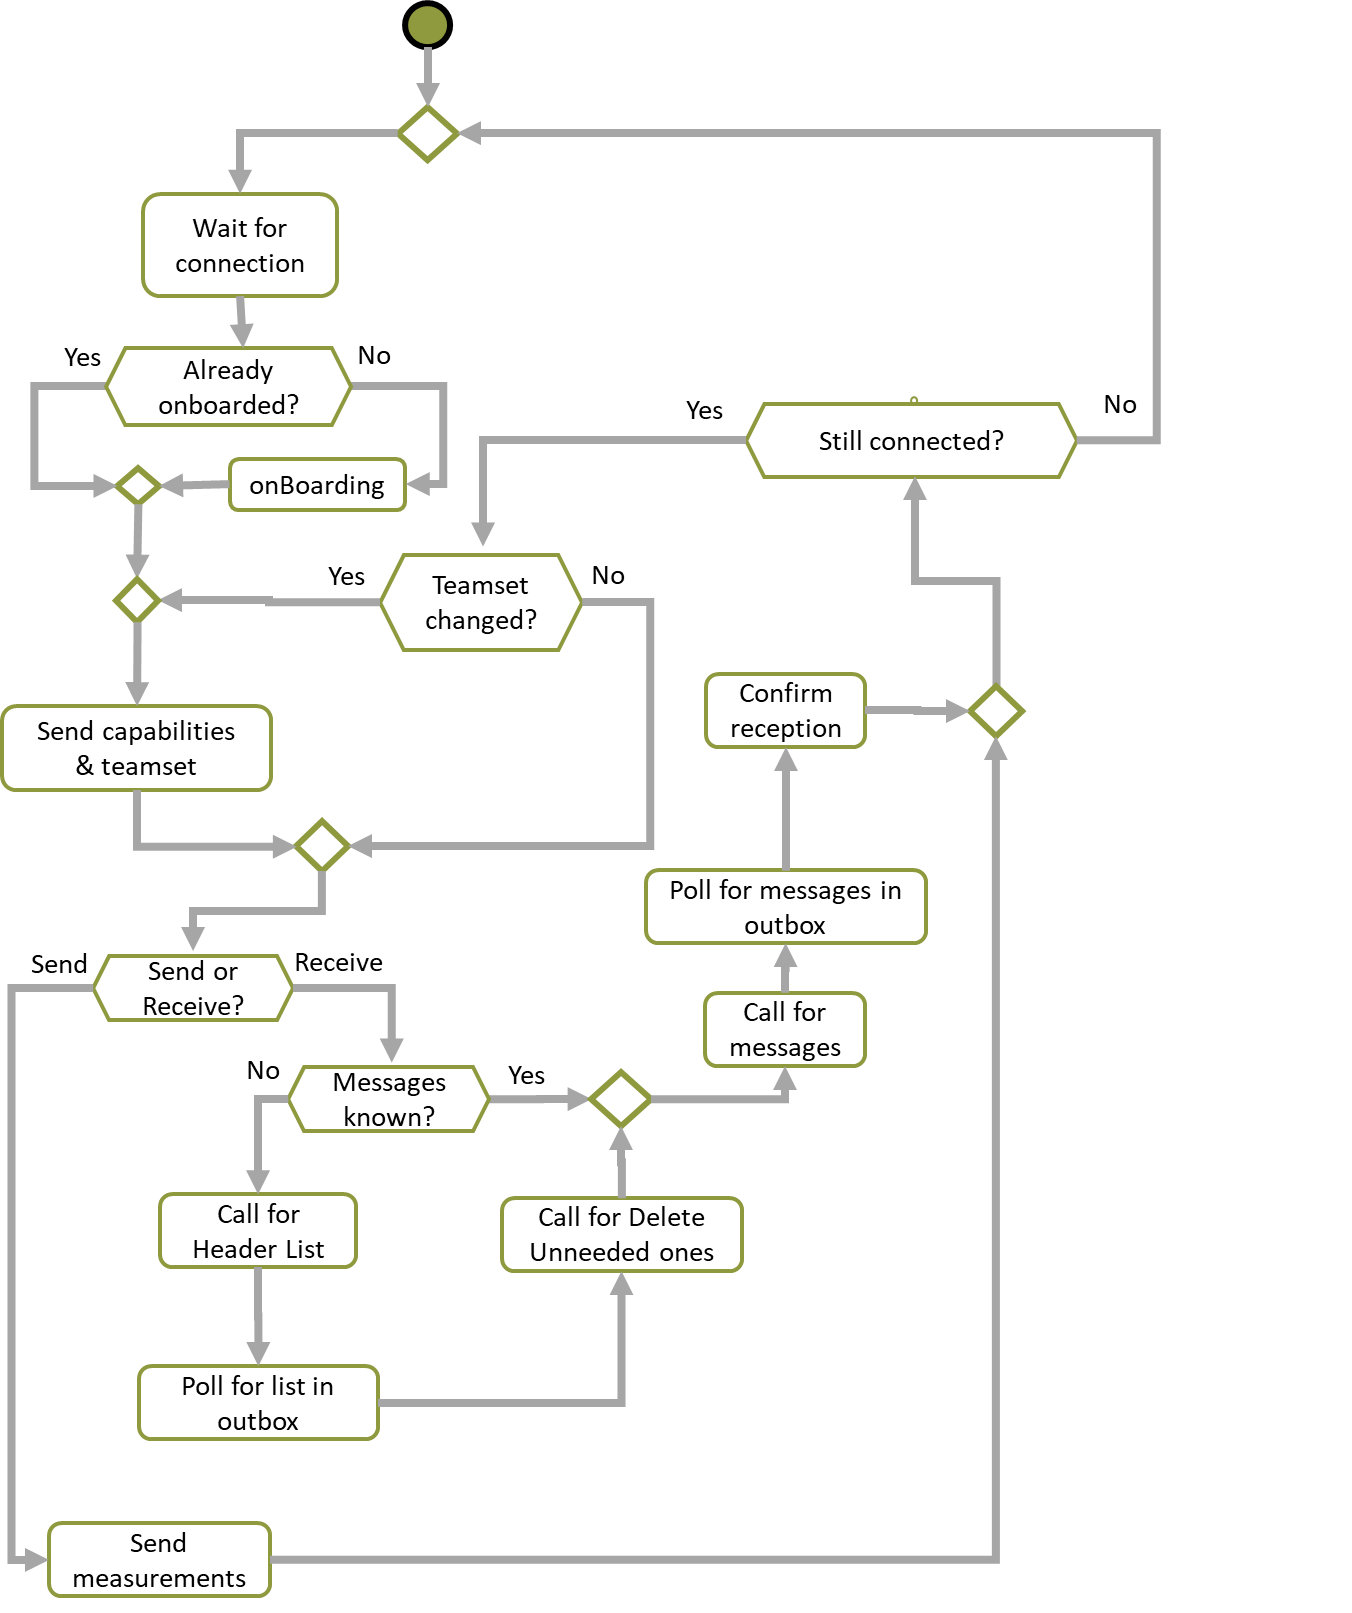 Wait for
connection
Yes
No
Already
onboarded?
onBoarding
Yes
No
Still connected?
Yes
No
Teamset
changed?
Send capabilities
& teamset
Confirm
reception
Poll for messages in
outbox
Send
Receive
Send or
Receive?
Call for
messages
No
Yes
Messages
known?
Call for
Header List
Call for Delete
Unneeded ones
Poll for list in
outbox
Send
measurements